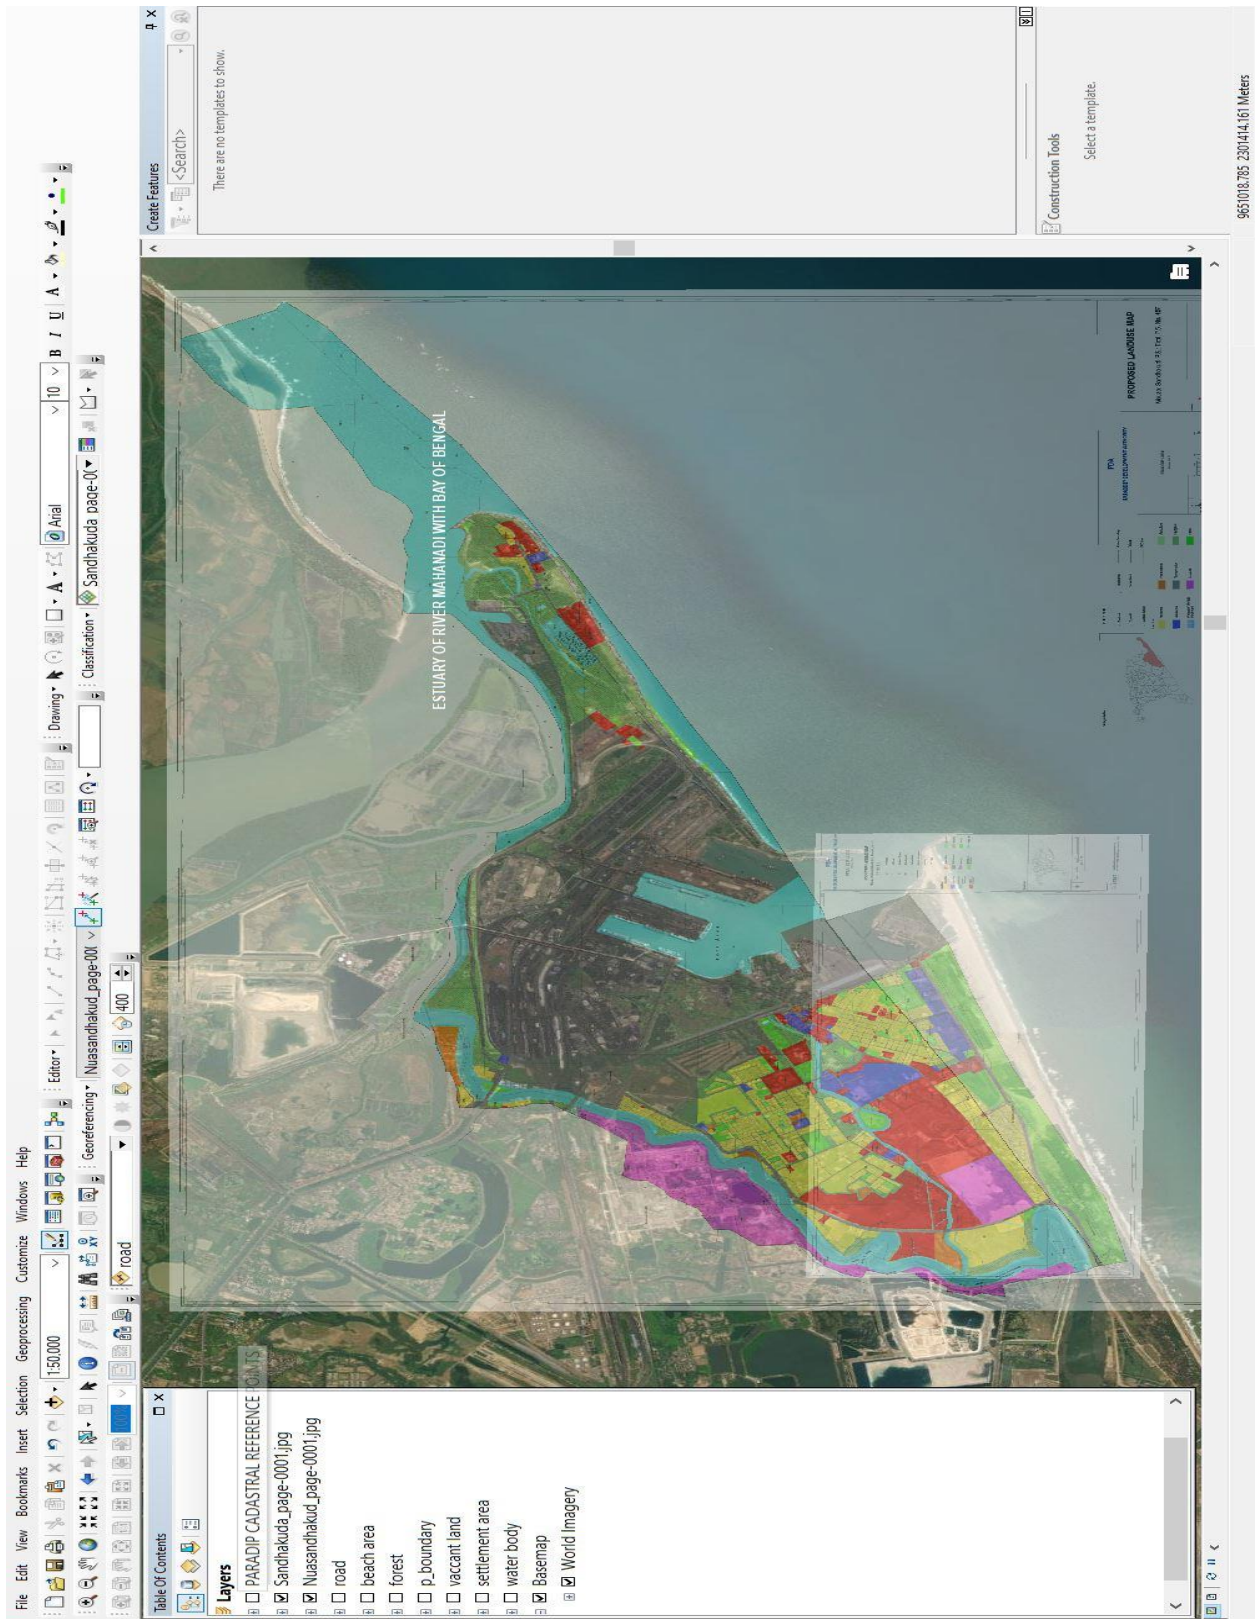 File Edit View Bookmarks Insert Selection Geoprocessing Customize Windows Help
1:50,000
Editor
Drawing
A
Arial
10
B I U A
100%
Georeferencing
Nuasandhakud_page-00(
Classification
Sandhakuda page-0(
road
400
Table Of Contents
Layers
PARADIP CADASTRAL REFERENCE POINTS
Sandhakuda_page-0001.jpg
Nuasandhakud_page-0001.jpg
road
beach area
forest
p_boundary
vaccant land
settlement area
water body
Basemap
World Imagery
ESTUARY OF RIVER MAHANADI WITH BAY OF BENGAL
PDA
PROPOSED LANDUSE MAP
Create Features
<Search>
There are no templates to show.
Construction Tools
Select a template.
9651018.785 2301414.161 Meters